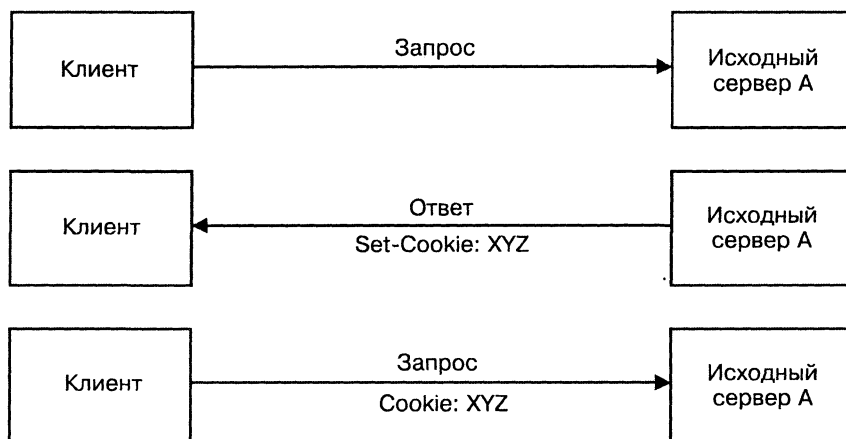 Клиент
Запрос
Исходный
сервер А
Клиент
Ответ
Set-Cookie: XYZ
Исходный
сервер А
Клиент
Запрос
Cookie: XYZ
Исходный
сервер А